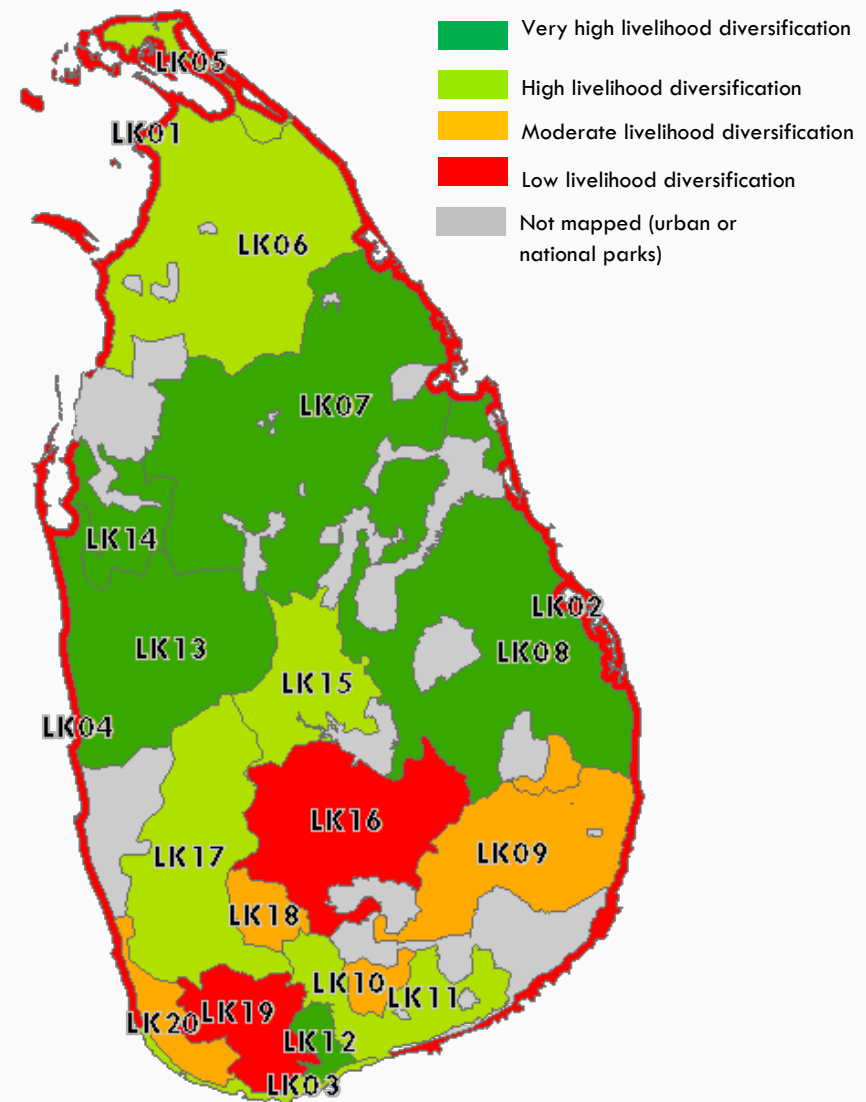 Very high livelihood diversification
High livelihood diversification
Moderate livelihood diversification
Low livelihood diversification
Not mapped (urban or
national parks)
LK05
LK01
LK06
LK07
LK14
LK02
LK13
LK08
LK15
LK04
LK16
LK17
LK09
LK18
LK10
LK11
LK19
LK20
LK12
LK03